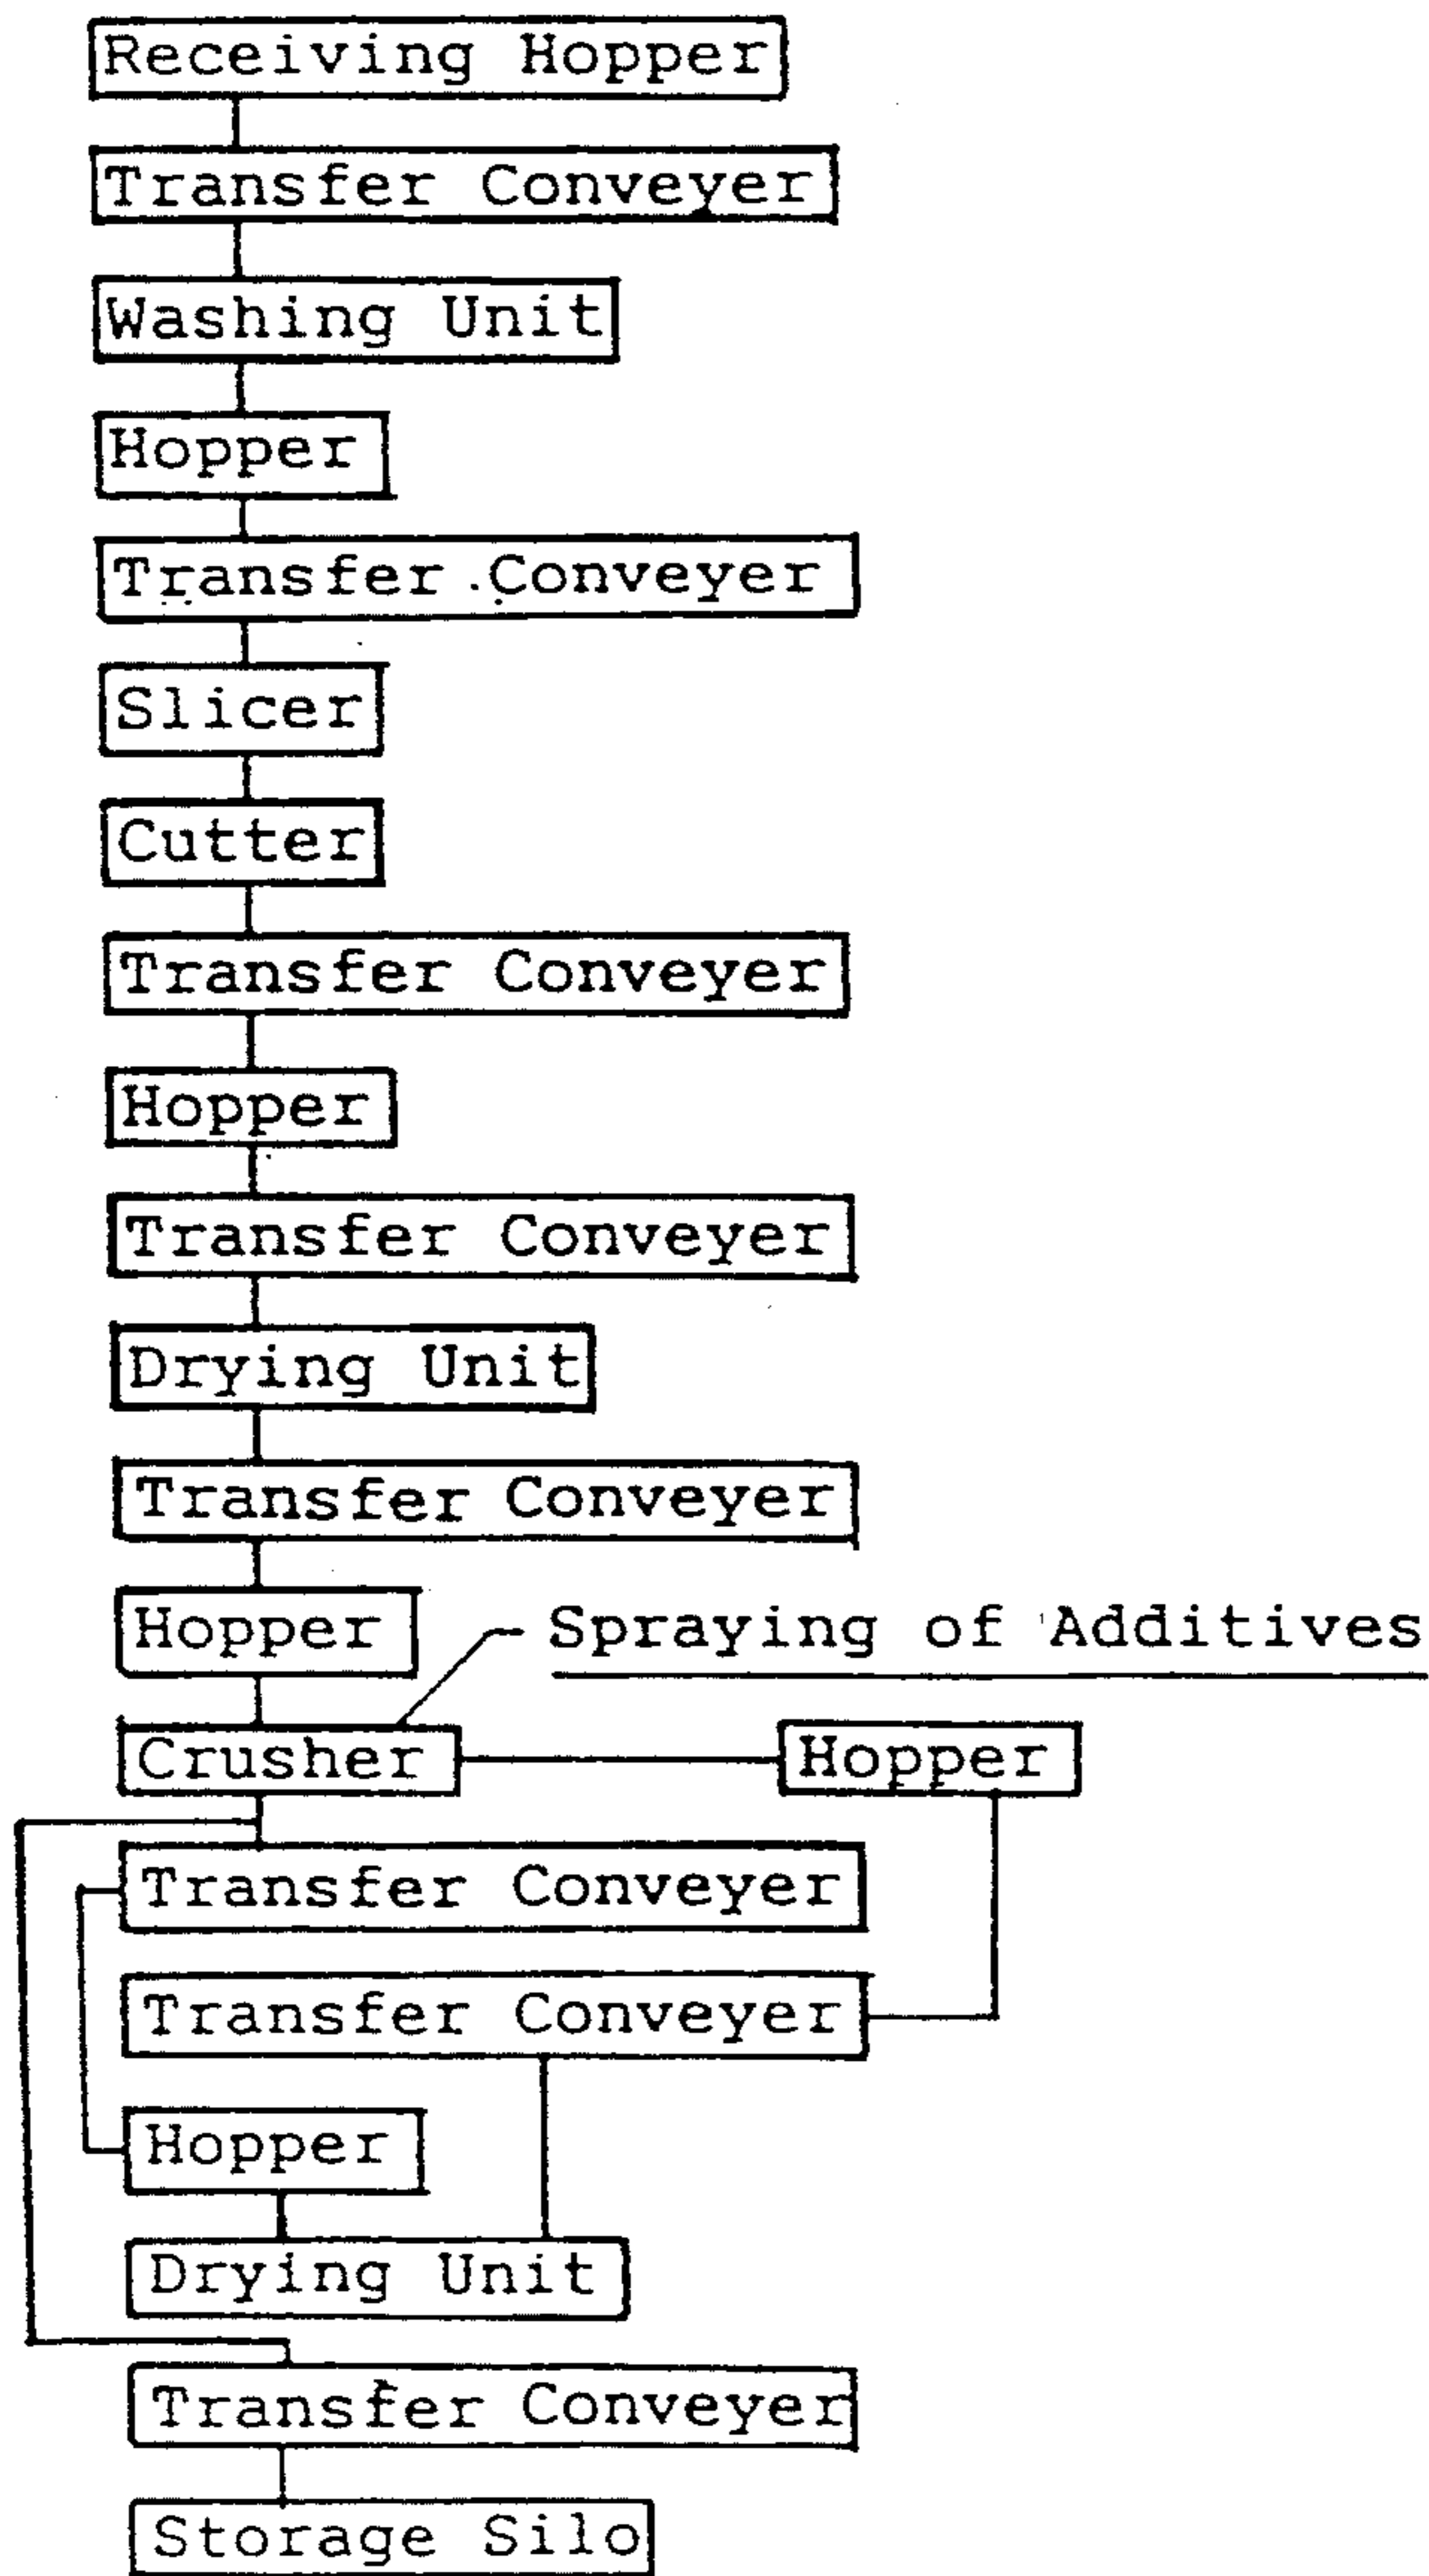 Receiving Hopper
Transfer Conveyer
Washing Unit
Hopper
Transfer Conveyer
Slicer
Cutter
Transfer Conveyer
Hopper
Transfer Conveyer
Drying Unit
Transfer Conveyer
Hopper
Spraying of Additives
Crusher
Hopper
Transfer Conveyer
Transfer Conveyer
Hopper
Drying Unit
Transfer Conveyer
Storage Silo